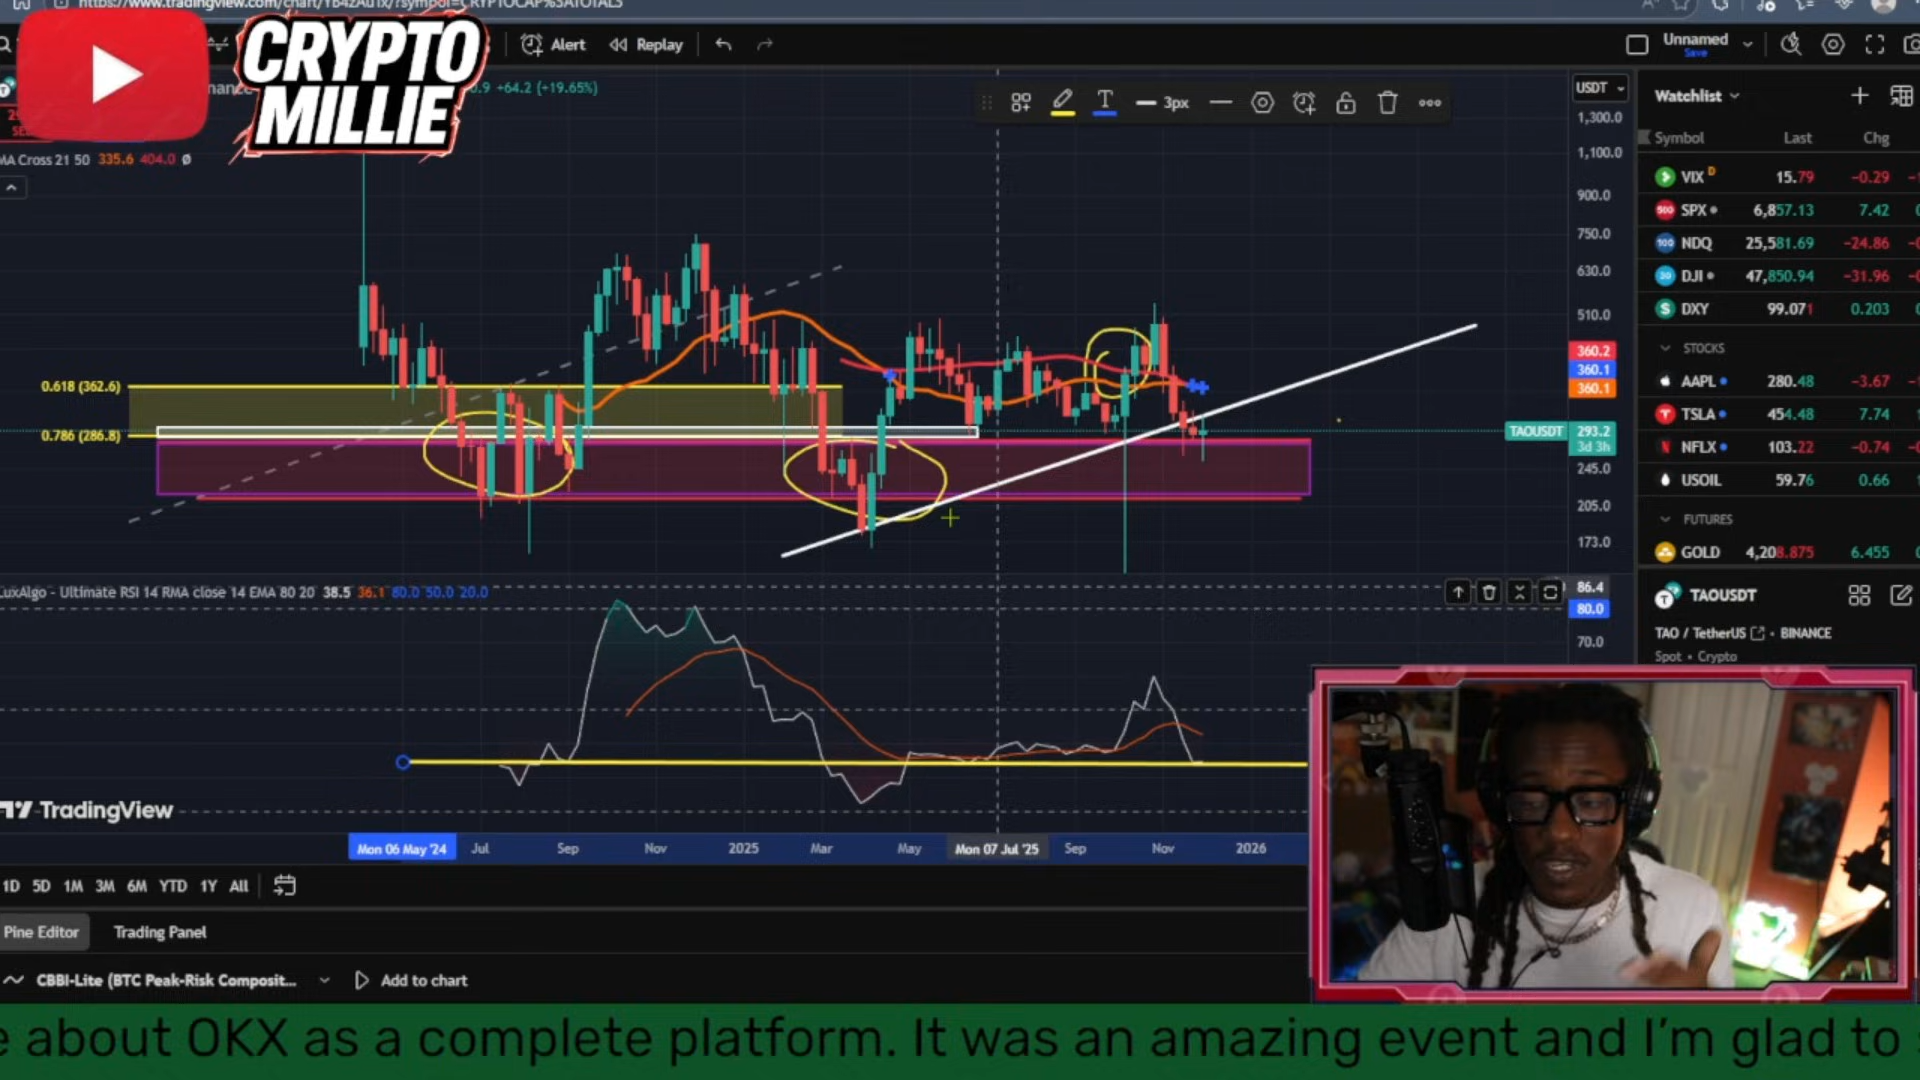 https://www.tradingview.com/chart/
CRYPTO
MILLIE
Alert
Replay
Unnamed
Save
+64.2 (+19.65%)
3px
USDT
Watchlist
Symbol Last Chg
MA Cross 21 50 335.6 404.0 Ø
1,300.0
1,100.0
900.0
750.0
630.0
510.0
360.2
360.1
360.1
TAOUSDT 293.2
3d 3h
245.0
205.0
173.0
0.618 (362.6)
0.786 (286.8)
VIX D 15.79 −0.29
SPX 6,857.13 7.42
NDQ 25,581.69 −24.86
DJI 47,850.94 −31.96
DXY 99.071 0.203
STOCKS
AAPL 280.48 −3.67
TSLA 454.48 7.74
NFLX 103.22 −0.74
USOIL 59.76 0.66
FUTURES
GOLD 4,208.875 6.455
LuxAlgo - Ultimate RSI 14 RMA close 14 EMA 80 20 38.5 36.1 80.0 50.0 20.0
86.4
80.0
70.0
TAOUSDT
TAO / TetherUS • BINANCE
Spot • Crypto
TradingView
Mon 06 May '24 Jul Sep Nov 2025 Mar May Mon 07 Jul '25 Sep Nov 2026
1D 5D 1M 3M 6M YTD 1Y All
Pine Editor Trading Panel
CBBI-Lite (BTC Peak-Risk Composit... Add to chart
about OKX as a complete platform. It was an amazing event and I'm glad to